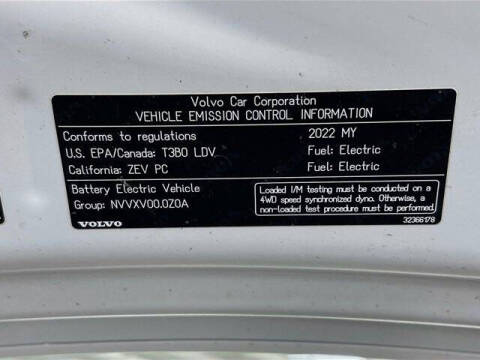 Volvo Car Corporation
VEHICLE EMISSION CONTROL INFORMATION
Conforms to regulations 2022 MY
U.S. EPA/Canada: T3B0 LDV Fuel: Electric
California: ZEV PC Fuel: Electric
Battery Electric Vehicle
Group: NVVXV00.0Z0A
Loaded I/M testing must be conducted on a
4WD speed synchronized dyno. Otherwise, a
non-loaded test procedure must be performed.
VOLVO 32366178